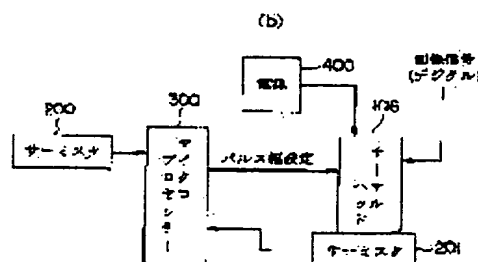 (b)
400
電源
画像信号
(デジタル)
200
300
106
サーミスタ
マイクロ
プロセッサー
パルス幅設定
サーマル
ヘッド
サーミスタ
201